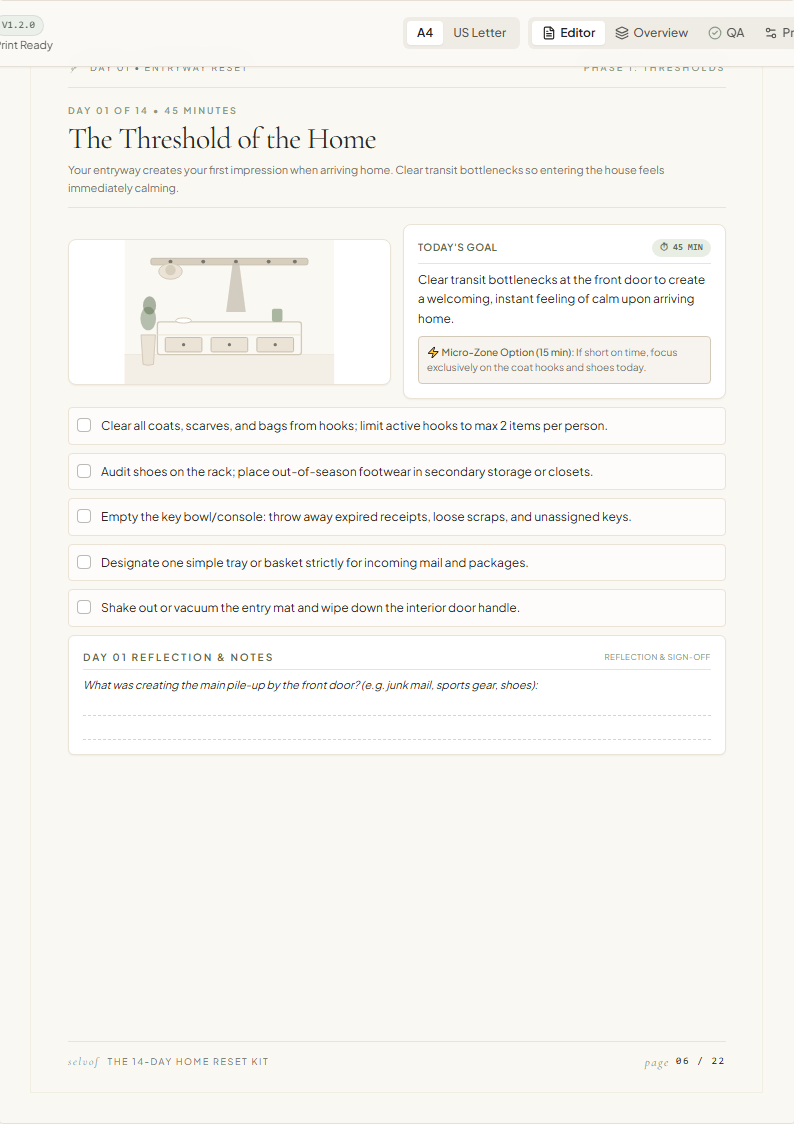 V1.2.0
Print Ready
A4
US Letter
Editor
Overview
QA
DAY 01 • ENTRYWAY RESET
PHASE 1: THRESHOLDS
DAY 01 OF 14 • 45 MINUTES
The Threshold of the Home
Your entryway creates your first impression when arriving home. Clear transit bottlenecks so entering the house feels
immediately calming.
TODAY'S GOAL
45 MIN
Clear transit bottlenecks at the front door to create
a welcoming, instant feeling of calm upon arriving
home.
Micro-Zone Option (15 min): If short on time, focus
exclusively on the coat hooks and shoes today.
Clear all coats, scarves, and bags from hooks; limit active hooks to max 2 items per person.
Audit shoes on the rack; place out-of-season footwear in secondary storage or closets.
Empty the key bowl/console: throw away expired receipts, loose scraps, and unassigned keys.
Designate one simple tray or basket strictly for incoming mail and packages.
Shake out or vacuum the entry mat and wipe down the interior door handle.
DAY 01 REFLECTION & NOTES
REFLECTION & SIGN-OFF
What was creating the main pile-up by the front door? (e.g. junk mail, sports gear, shoes):
selvof THE 14-DAY HOME RESET KIT
page 06 / 22